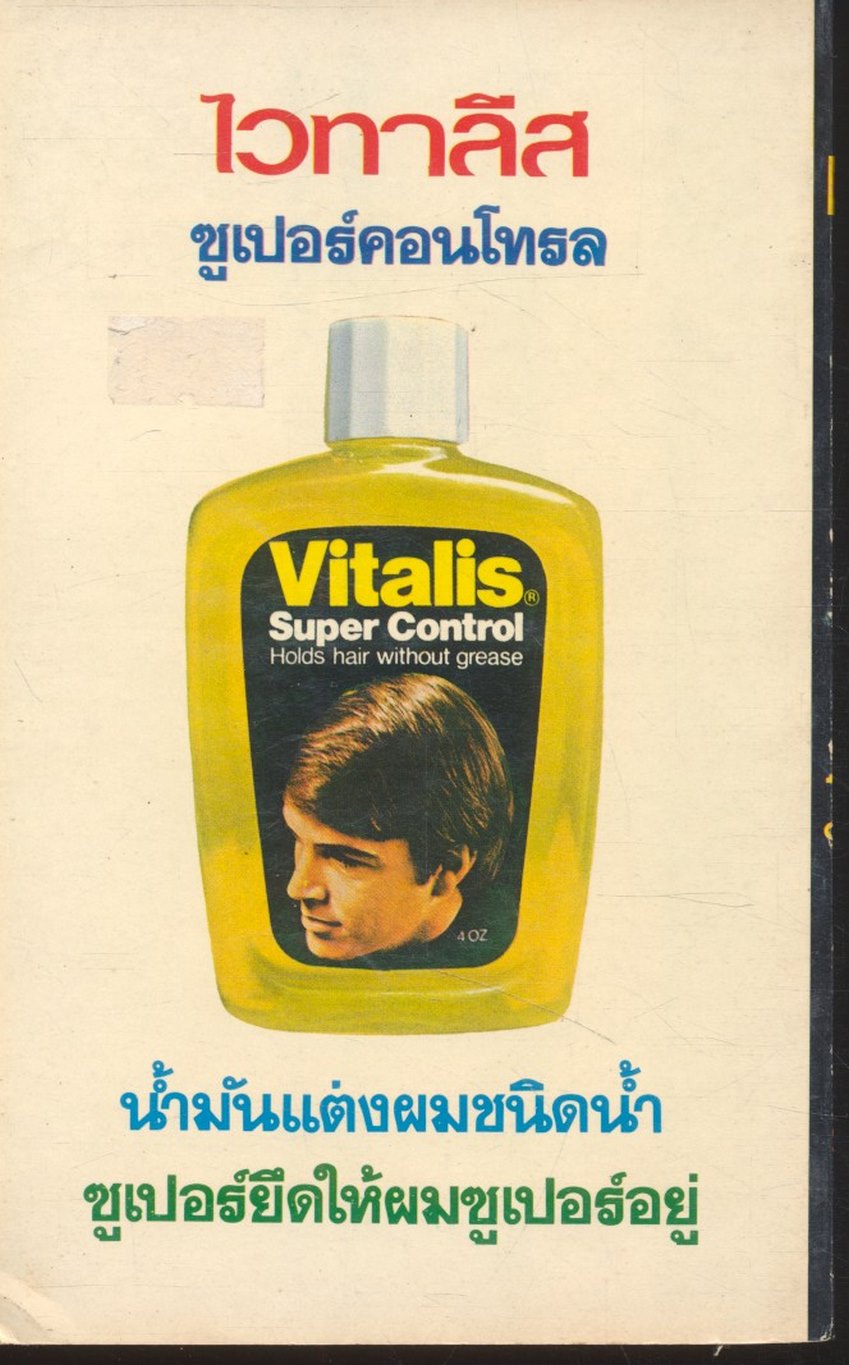 ไวทาลีส
ซูเปอร์คอนโทรล
Vitalis®
Super Control
Holds hair without grease
4 OZ
น้ำมันแต่งผมชนิดน้ำ
ซูเปอร์ยึดให้ผมซูเปอร์อยู่